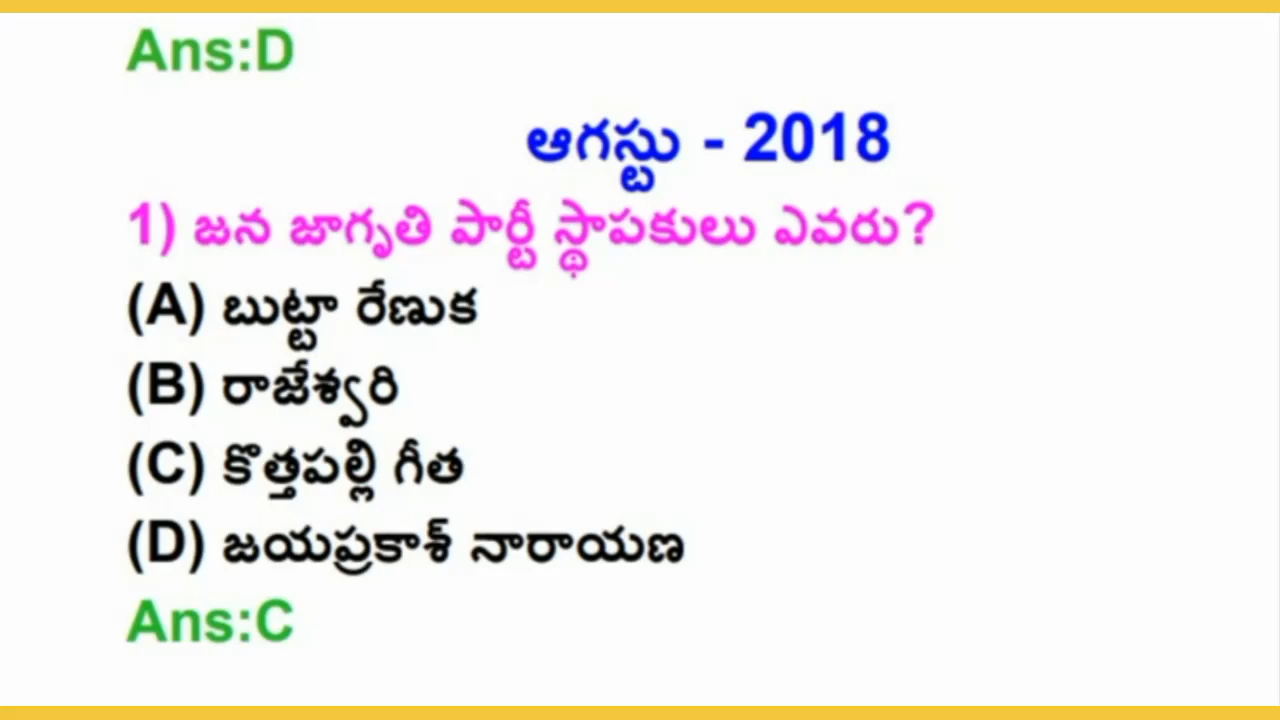 Ans:D
ఆగస్టు - 2018
1) జన జాగృతి పార్టీ స్థాపకులు ఎవరు?
(A) బుట్టా రేణుక
(B) రాజేశ్వరి
(C) కొత్తపల్లి గీత
(D) జయప్రకాశ్ నారాయణ
Ans:C